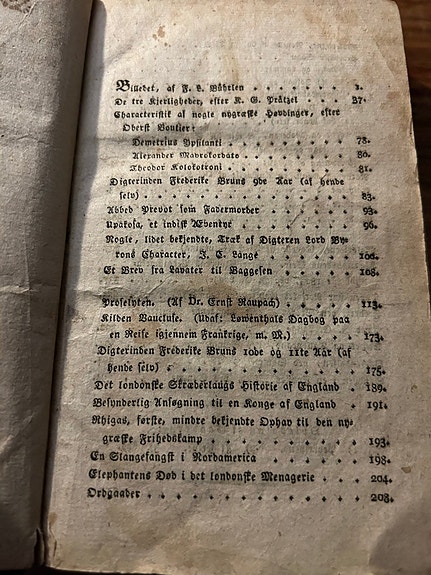 Billedet, af F. L. Bührlen . . . . . . . 1.
De tre Kjerligheder, efter K. G. Prätzel . . . 37.
Characteristik af nogle nygræske Høvdinger, efter
Oberst Voutier:
Demetrius Ypsilanti . . . . . . . 78.
Alexander Mavrokordato . . . . . . 80.
Theodor Kolokotroni . . . . . . . 81.
Digterinden Frederike Bruns 9de Aar (af hende
selv) . . . . . . . . . . . . . 83.
Abbed Prevot som Fadermorder . . . . . . 93.
Upakosa, et indisk Æventyr . . . . . . . 96.
Nogle, lidet bekjendte, Træk af Digteren Lord By-
rons Character, J. C. Lange . . . . . 106.
Et Brev fra Lavater til Baggesen . . . . . 108.
Proselyten. (Af Dr. Ernst Raupach) . . . . . 113.
Kilden Vaucluse. (Udaf: Løwenthals Dagbog paa
en Reise igjennem Frankrige, m. M.) . . . . 173.
Digterinden Frederike Bruns 10de og 11te Aar (af
hende selv) . . . . . . . . . . . 175.
Det londonske Skræderlaugs Historie af England . 189.
Besynderlig Ansøgning til en Konge af England . 191.
Rhigas, første, mindre bekjendte Ophav til den ny-
græske Frihedskamp . . . . . . . . 193.
En Slangefangst i Nordamerica . . . . . . 198.
Elephantens Død i det londonske Menagerie . . . 204.
Ordgaader . . . . . . . . . . . . 208.